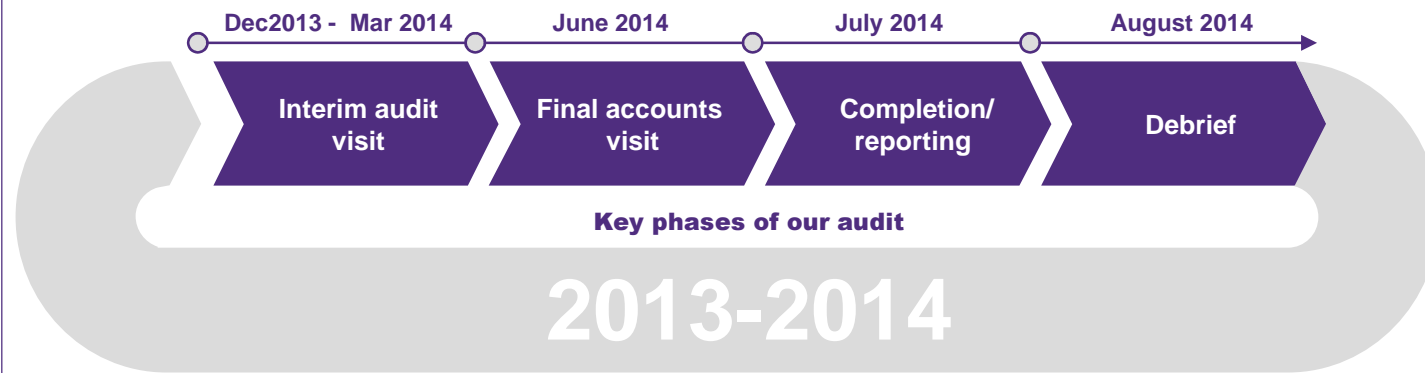 Dec2013 - Mar 2014 June 2014 July 2014 August 2014
Interim audit
visit
Final accounts
visit
Completion/
reporting
Debrief
Key phases of our audit
2013-2014